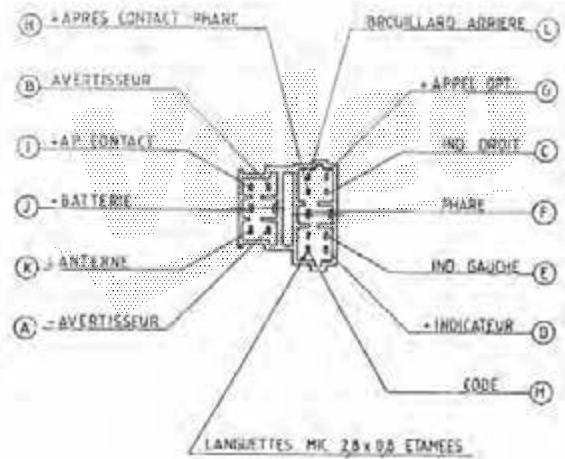 H + APRES CONTACT PHARE
BROUILLARD ARRIERE L
B AVERTISSEUR
+ APPEL OPT. G
I +AP CONTACT
IND. DROIT C
J +BATTERIE
PHARE F
K +ANTENNE
IND. GAUCHE E
A -AVERTISSEUR
+ INDICATEUR D
CODE M
LANGUETTES MIC 2,8 x 0,8 ETAMEES
Valeo